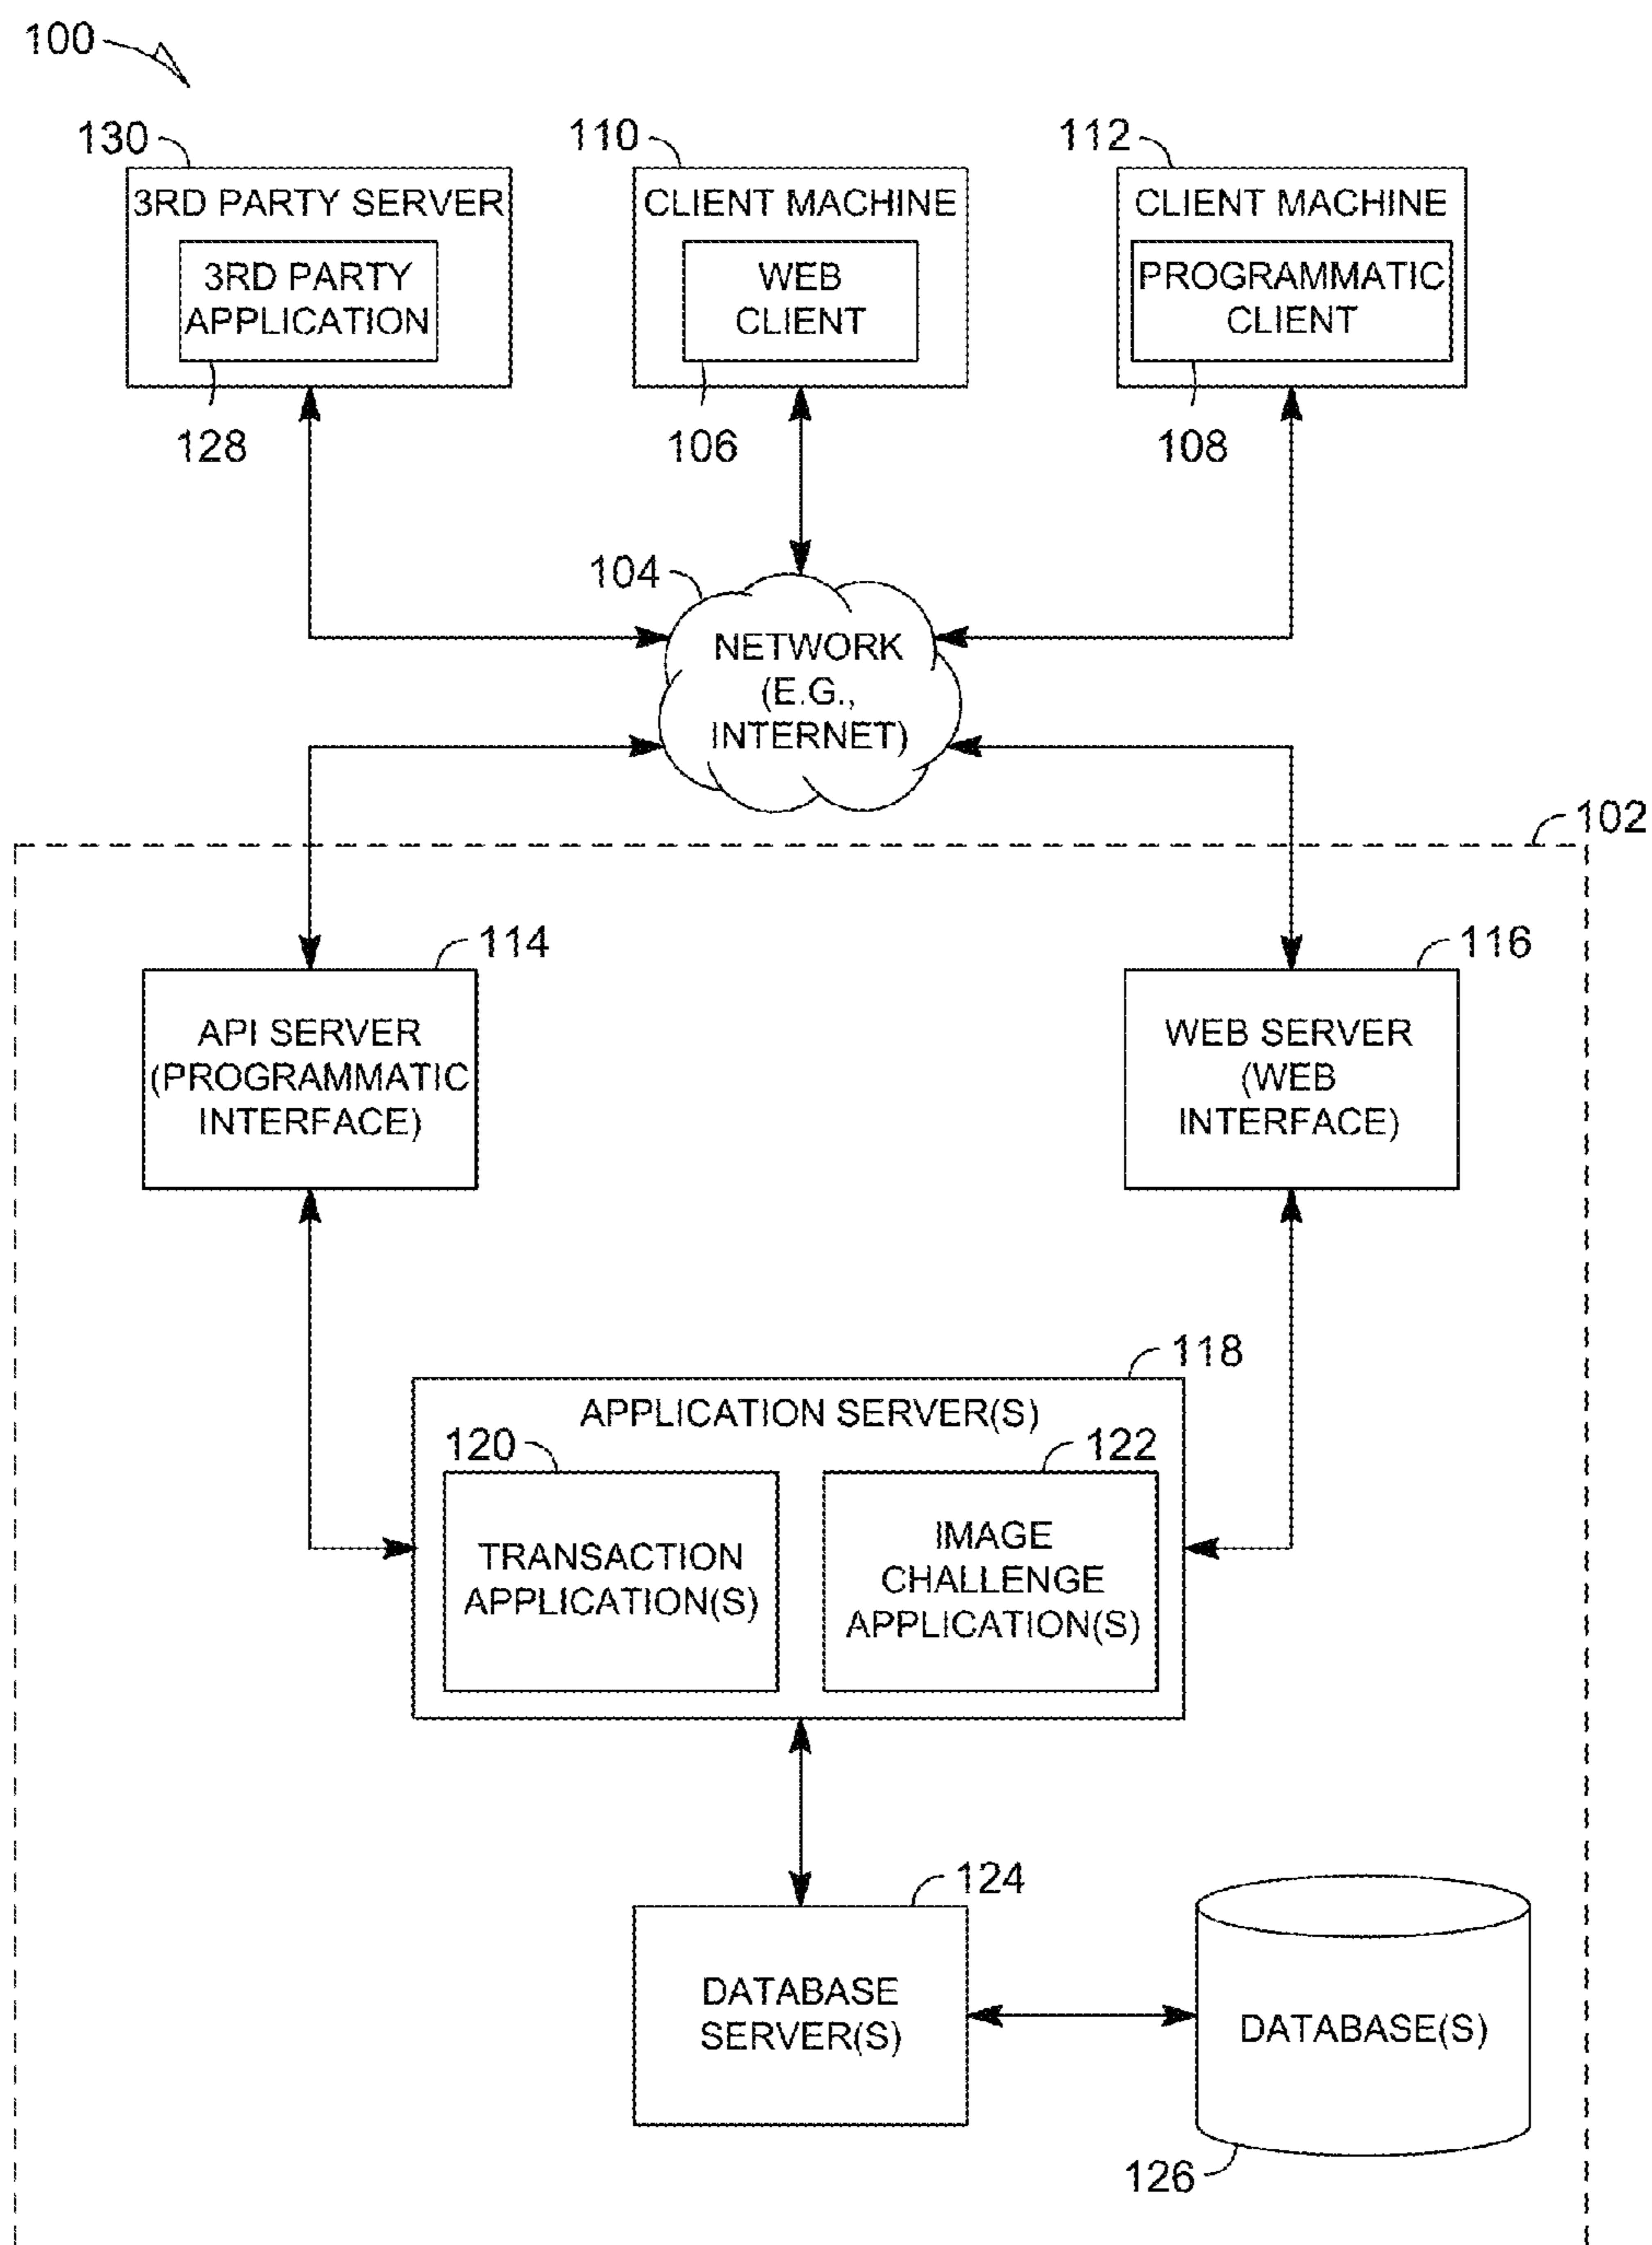 100
130
110
112
3RD PARTY SERVER
3RD PARTY
APPLICATION
128
CLIENT MACHINE
WEB
CLIENT
106
CLIENT MACHINE
PROGRAMMATIC
CLIENT
108
104
NETWORK
(E.G.,
INTERNET)
102
114
API SERVER
(PROGRAMMATIC
INTERFACE)
116
WEB SERVER
(WEB
INTERFACE)
118
APPLICATION SERVER(S)
120
TRANSACTION
APPLICATION(S)
122
IMAGE
CHALLENGE
APPLICATION(S)
124
DATABASE
SERVER(S)
DATABASE(S)
126